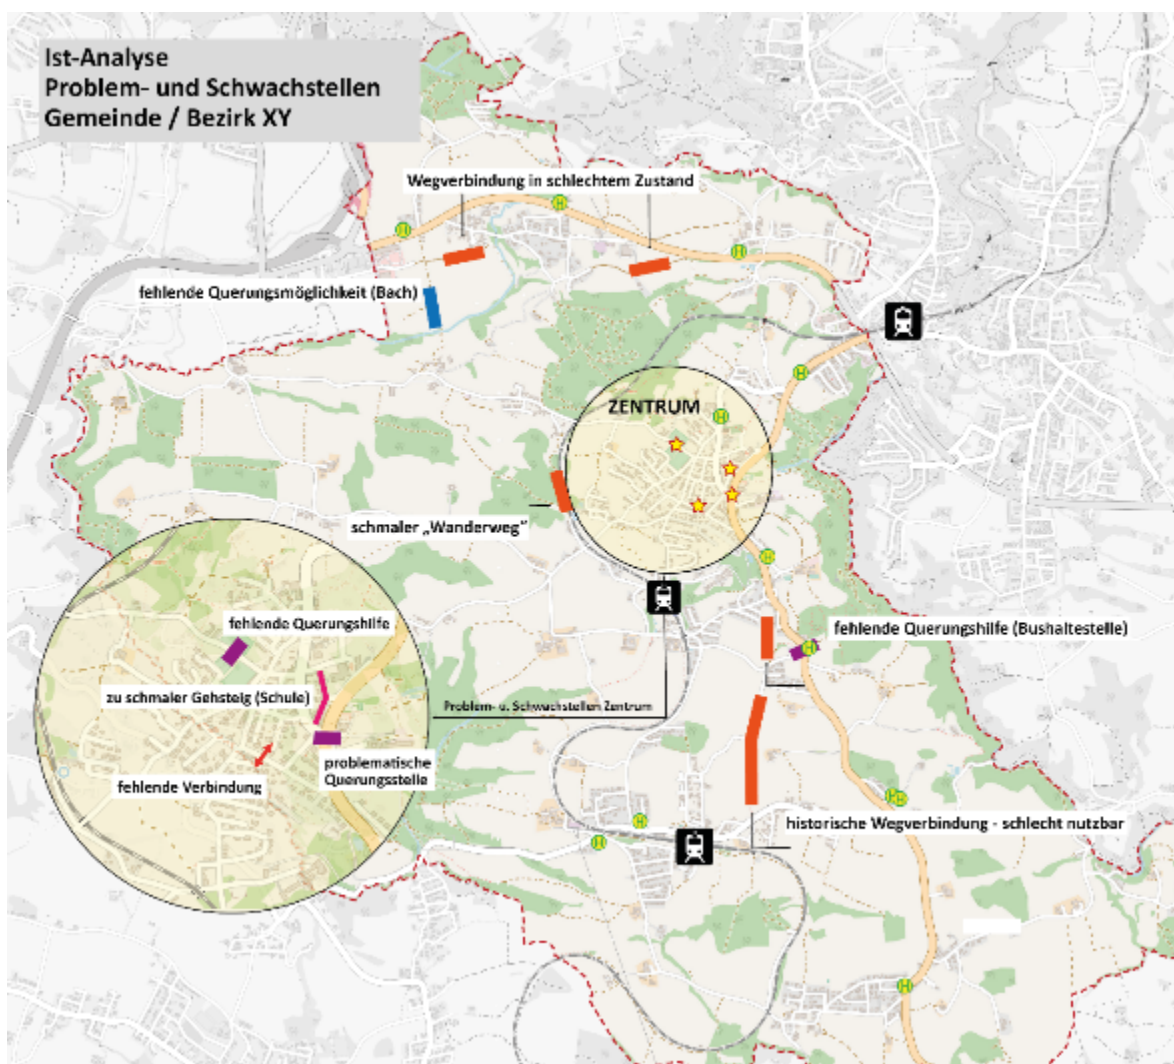 Ist-Analyse
Problem- und Schwachstellen
Gemeinde / Bezirk XY
Wegverbindung in schlechtem Zustand
H
H
H
fehlende Querungsmöglichkeit (Bach)
H
ZENTRUM
H
schmaler „Wanderweg"
H
fehlende Querungshilfe
fehlende Querungshilfe (Bushaltestelle)
H
zu schmaler Gehsteig (Schule)
Problem- u. Schwachstellen Zentrum
problematische
Querungsstelle
fehlende Verbindung
H
H
H
historische Wegverbindung - schlecht nutzbar
H
H